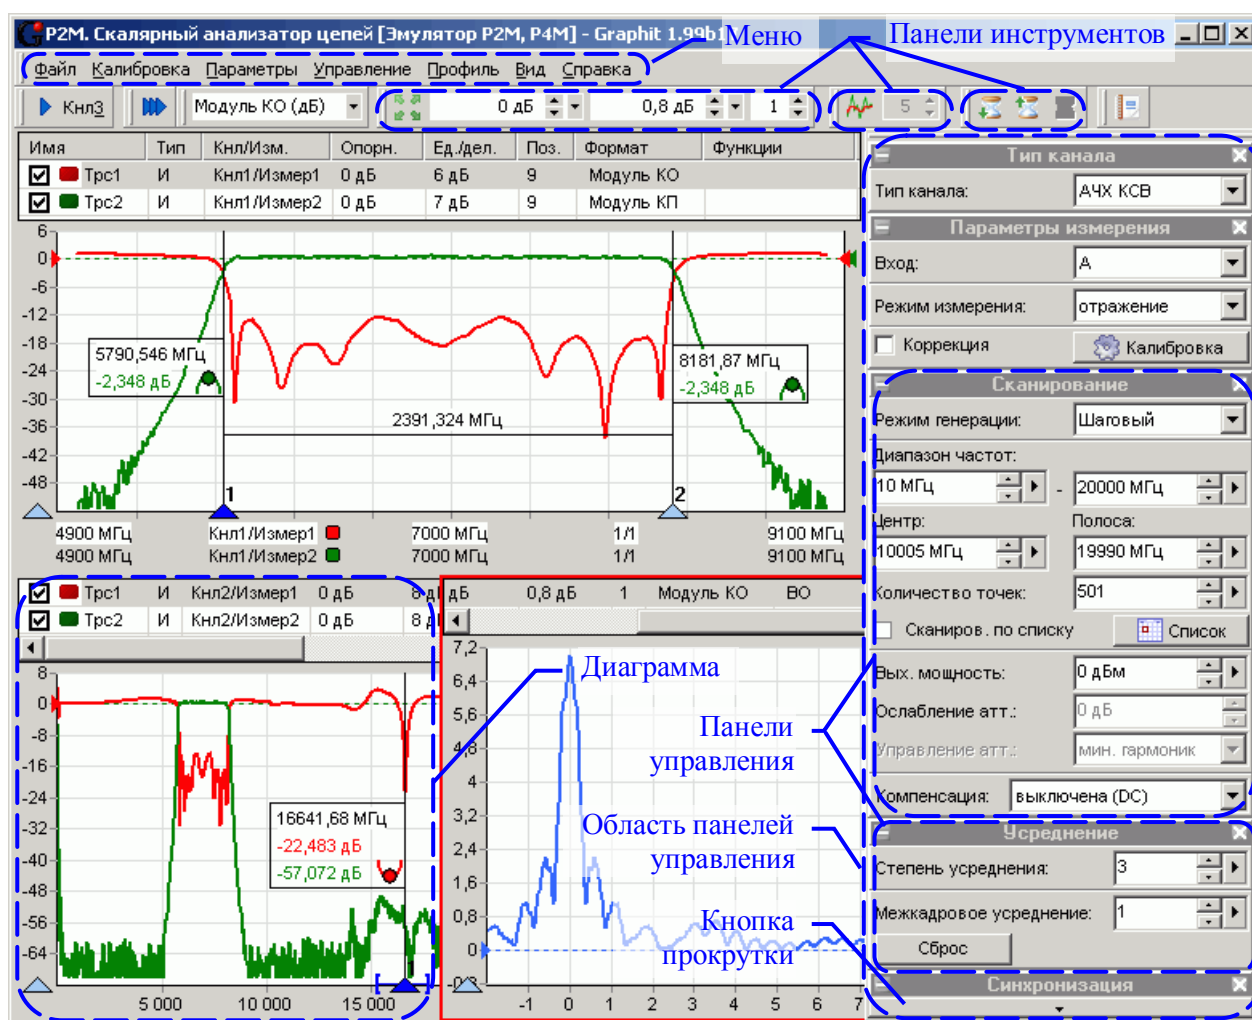 P2M. Скалярный анализатор цепей [Эмулятор P2M, P4M] - Graphit 1.99b1
Меню
Панели инструментов
Файл Калибровка Параметры Управление Профиль Вид Справка
Кнл3 Модуль КО (дБ) 0 дБ 0,8 дБ 1 5
Имя Тип Кнл/Изм. Опорн. Ед./дел. Поз. Формат Функции
Трс1 И Кнл1/Измер1 0 дБ 6 дБ 9 Модуль КО
Трс2 И Кнл1/Измер2 0 дБ 7 дБ 9 Модуль КП
6
0
-6
-12
-18
-24
-30
-36
-42
-48
5790,546 МГц
-2,348 дБ
8181,87 МГц
-2,348 дБ
2391,324 МГц
1
2
4900 МГц Кнл1/Измер1 7000 МГц 1/1 9100 МГц
4900 МГц Кнл1/Измер2 7000 МГц 1/1 9100 МГц
Трс1 И Кнл2/Измер1 0 дБ 8 дБ
Трс2 И Кнл2/Измер2 0 дБ 8
8
0
-8
-16
-24
-32
-40
-48
-56
-64
16641,68 МГц
-22,483 дБ
-57,072 дБ
1
5 000 10 000 15 000
дБ 0,8 дБ 1 Модуль КО ВО
7,2
6,4
5,6
4,8
4
3,2
2,4
1,6
0,8
0
-0,8
-1 0 1 2 3 4 5 6 7
Диаграмма
Панели
управления
Область панелей
управления
Кнопка
прокрутки
Тип канала
Тип канала: АЧХ КСВ
Параметры измерения
Вход: A
Режим измерения: отражение
Коррекция Калибровка
Сканирование
Режим генерации: Шаговый
Диапазон частот:
10 МГц - 20000 МГц
Центр: Полоса:
10005 МГц 19990 МГц
Количество точек: 501
Сканиров. по списку Список
Вых. мощность: 0 дБм
Ослабление атт.: 0 дБ
Управление атт.: мин. гармоник
Компенсация: выключена (DC)
Усреднение
Степень усреднения: 3
Межкадровое усреднение: 1
Сброс
Синхронизация